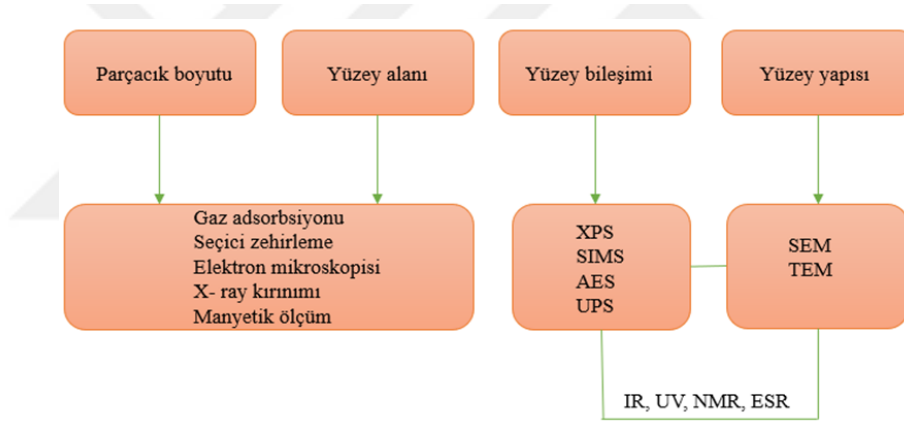 Parçacık boyutu
Yüzey alanı
Yüzey bileşimi
Yüzey yapısı
Gaz adsorbsiyonu
Seçici zehirleme
Elektron mikroskopisi
X- ray kırınımı
Manyetik ölçüm
XPS
SIMS
AES
UPS
SEM
TEM
IR, UV, NMR, ESR